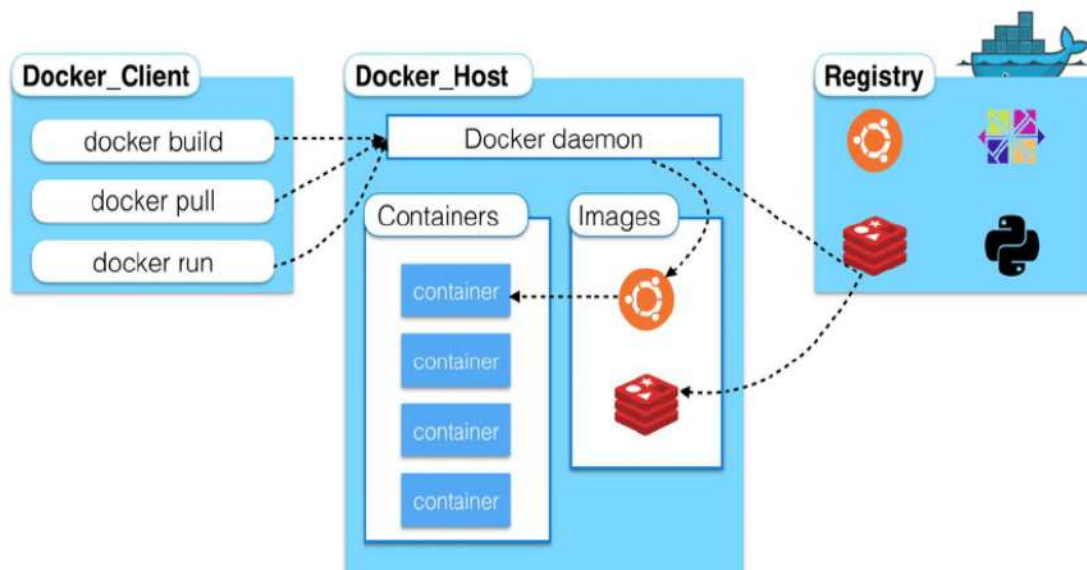 Docker_Client
docker build
docker pull
docker run
Docker_Host
Docker daemon
Containers
container
container
container
container
Images
Registry